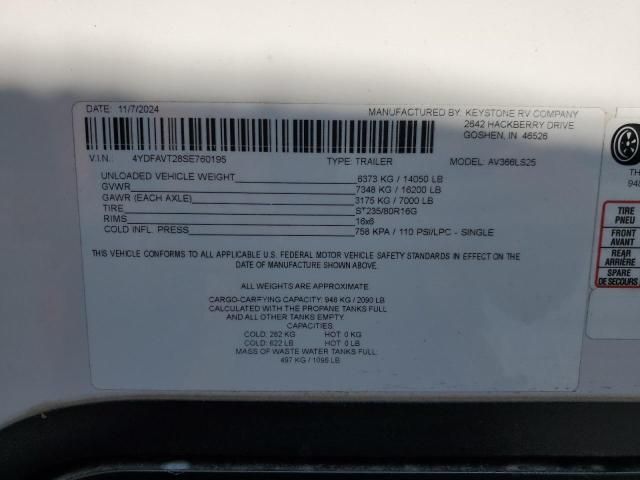 DATE: 11/7/2024
MANUFACTURED BY: KEYSTONE RV COMPANY
2642 HACKBERRY DRIVE
GOSHEN, IN 46526
V.I.N.: 4YDFAVT28SE760195 TYPE: TRAILER MODEL: AV366LS25
UNLOADED VEHICLE WEIGHT 6373 KG / 14050 LB
GVWR 7348 KG / 16200 LB
GAWR (EACH AXLE) 3175 KG / 7000 LB
TIRE ST235/80R16G
RIMS 16x6
COLD INFL. PRESS 758 KPA / 110 PSI/LPC - SINGLE
THIS VEHICLE CONFORMS TO ALL APPLICABLE U.S. FEDERAL MOTOR VEHICLE SAFETY STANDARDS IN EFFECT ON THE
DATE OF MANUFACTURE SHOWN ABOVE.
ALL WEIGHTS ARE APPROXIMATE
CARGO-CARRYING CAPACITY: 948 KG / 2090 LB
CALCULATED WITH THE PROPANE TANKS FULL
AND ALL OTHER TANKS EMPTY.
CAPACITIES:
COLD: 282 KG HOT: 0 KG
COLD: 622 LB HOT: 0 LB
MASS OF WASTE WATER TANKS FULL:
497 KG / 1096 LB
TH
948
TIRE
PNEU
FRONT
AVANT
REAR
ARRIÈRE
SPARE
DE SECOURS